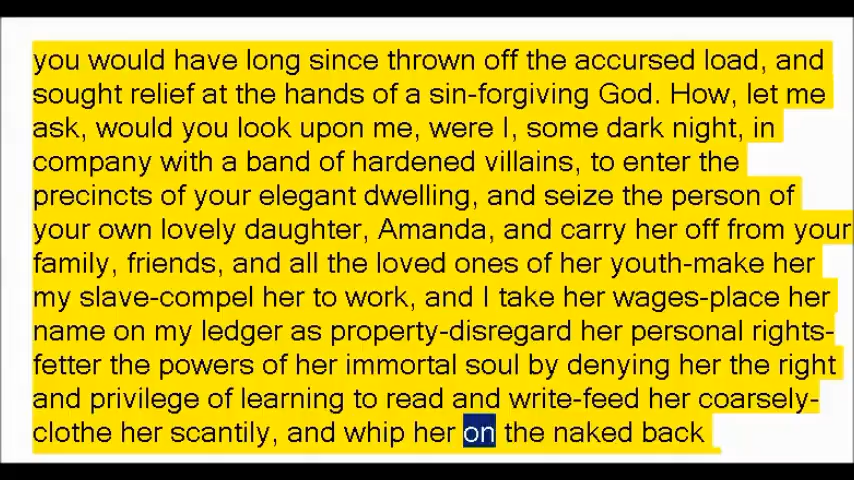 you would have long since thrown off the accursed load, and
sought relief at the hands of a sin-forgiving God. How, let me
ask, would you look upon me, were I, some dark night, in
company with a band of hardened villains, to enter the
precincts of your elegant dwelling, and seize the person of
your own lovely daughter, Amanda, and carry her off from your
family, friends, and all the loved ones of her youth-make her
my slave-compel her to work, and I take her wages-place her
name on my ledger as property-disregard her personal rights-
fetter the powers of her immortal soul by denying her the right
and privilege of learning to read and write-feed her coarsely-
clothe her scantily, and whip her on the naked back